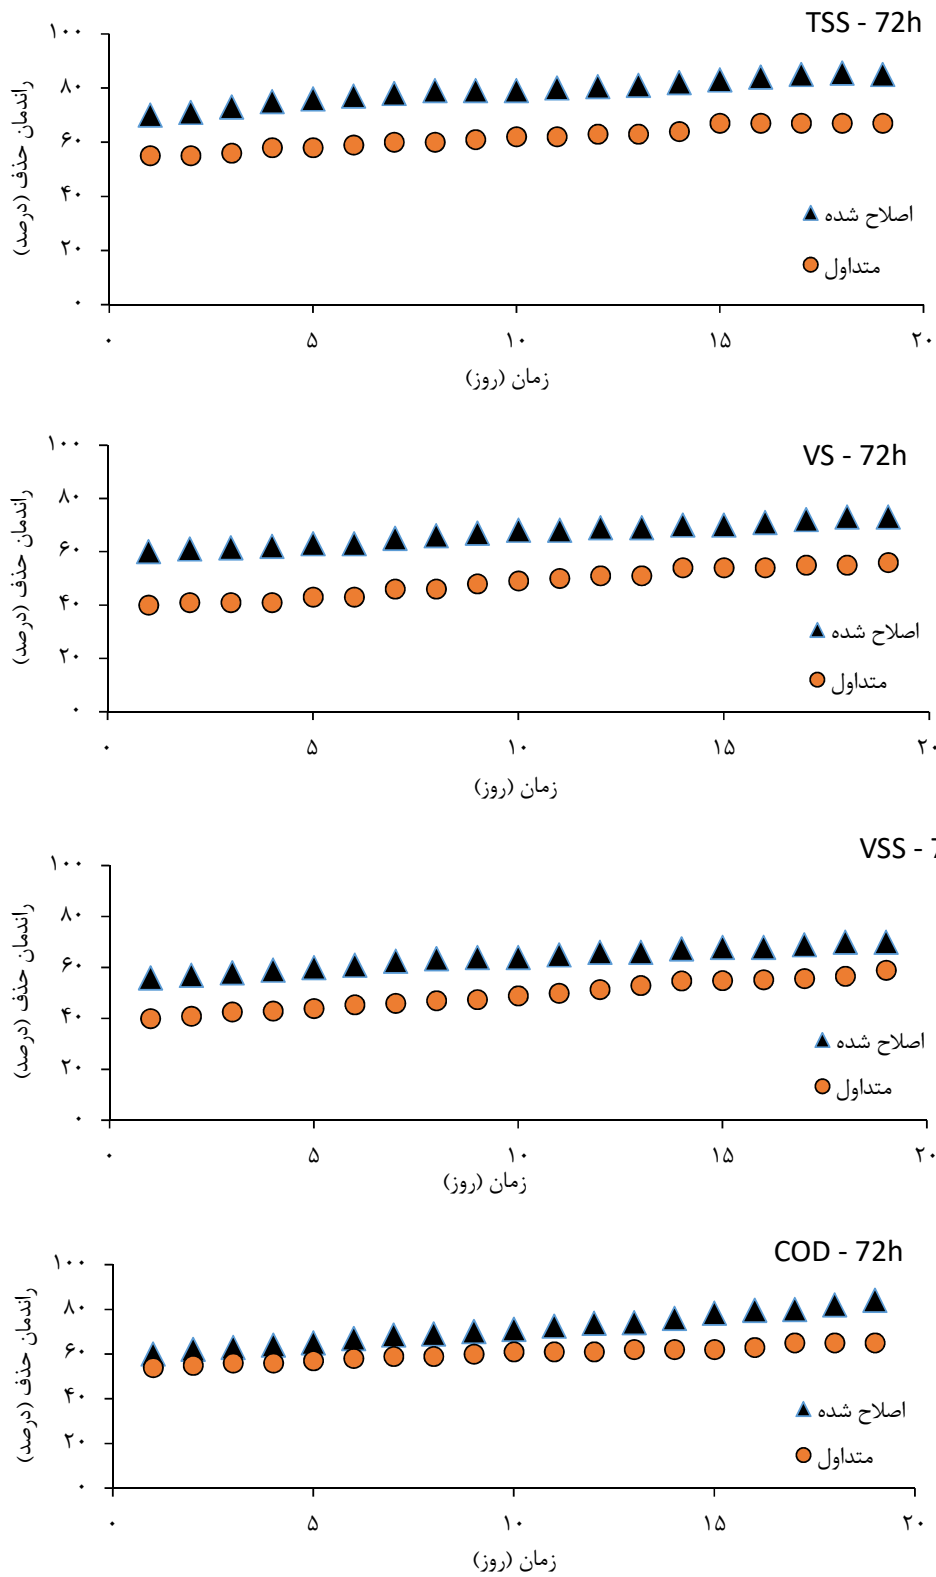 TSS - 72h
راندمان حذف (درصد)
۱۰۰
۸۰
۶۰
۴۰
۲۰
۰
اصلاح شده
متداول
۰ ۵ ۱۰ ۱۵ ۲۰
زمان (روز)
VS - 72h
راندمان حذف (درصد)
۱۰۰
۸۰
۶۰
۴۰
۲۰
۰
اصلاح شده
متداول
۰ ۵ ۱۰ ۱۵ ۲۰
زمان (روز)
VSS - 7
راندمان حذف (درصد)
۱۰۰
۸۰
۶۰
۴۰
۲۰
۰
اصلاح شده
متداول
۰ ۵ ۱۰ ۱۵ ۲۰
زمان (روز)
COD - 72h
راندمان حذف (درصد)
۱۰۰
۸۰
۶۰
۴۰
۲۰
۰
اصلاح شده
متداول
۰ ۵ ۱۰ ۱۵ ۲۰
زمان (روز)